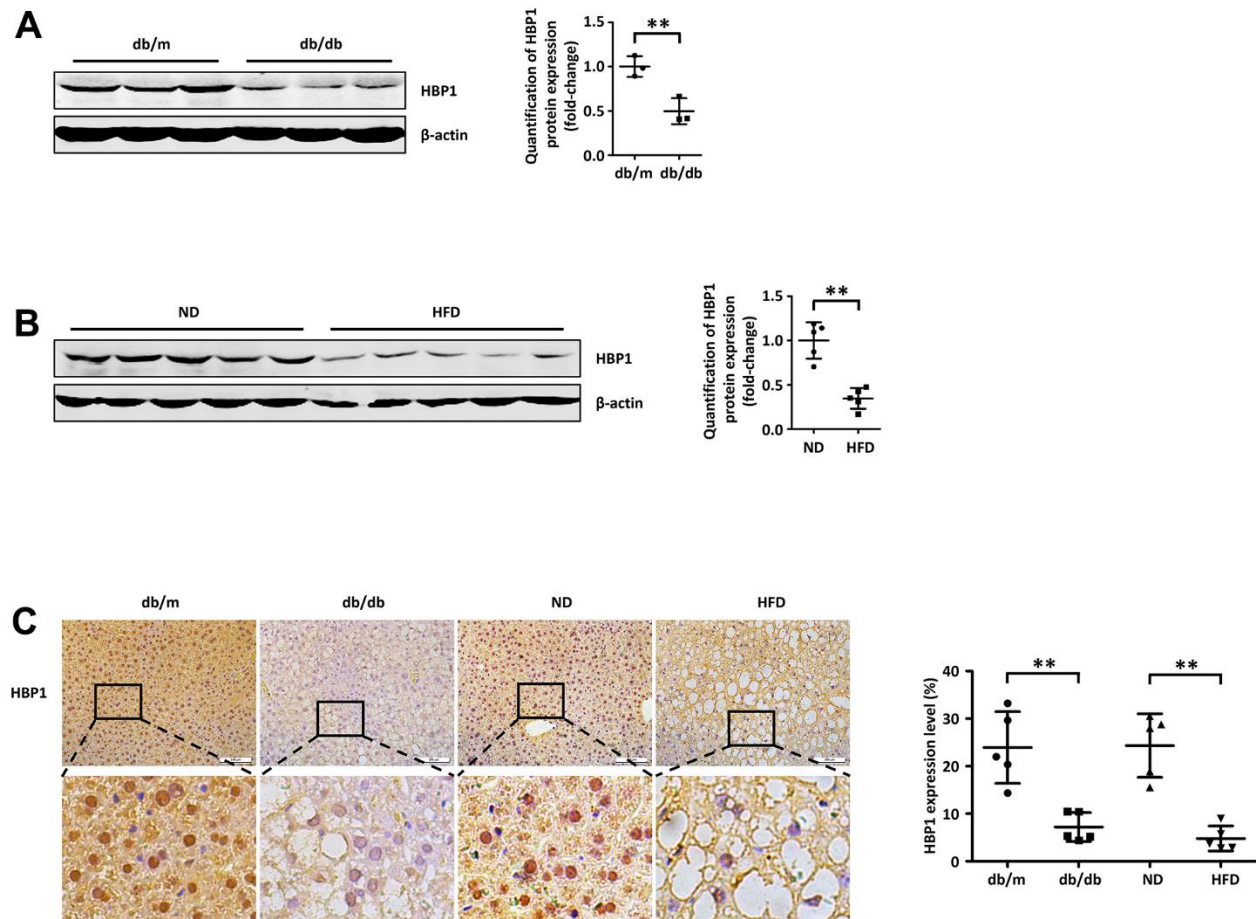 A
db/m db/db
HBP1
β-actin
Quantification of HBP1
protein expression
(fold-change)
**
1.5
1.0
0.5
0.0
db/m db/db
B
ND HFD
HBP1
β-actin
Quantification of HBP1
protein expression
(fold-change)
**
1.5
1.0
0.5
0.0
ND HFD
C
db/m db/db ND HFD
HBP1
HBP1 expression level (%)
** **
40
30
20
10
0
db/m db/db ND HFD